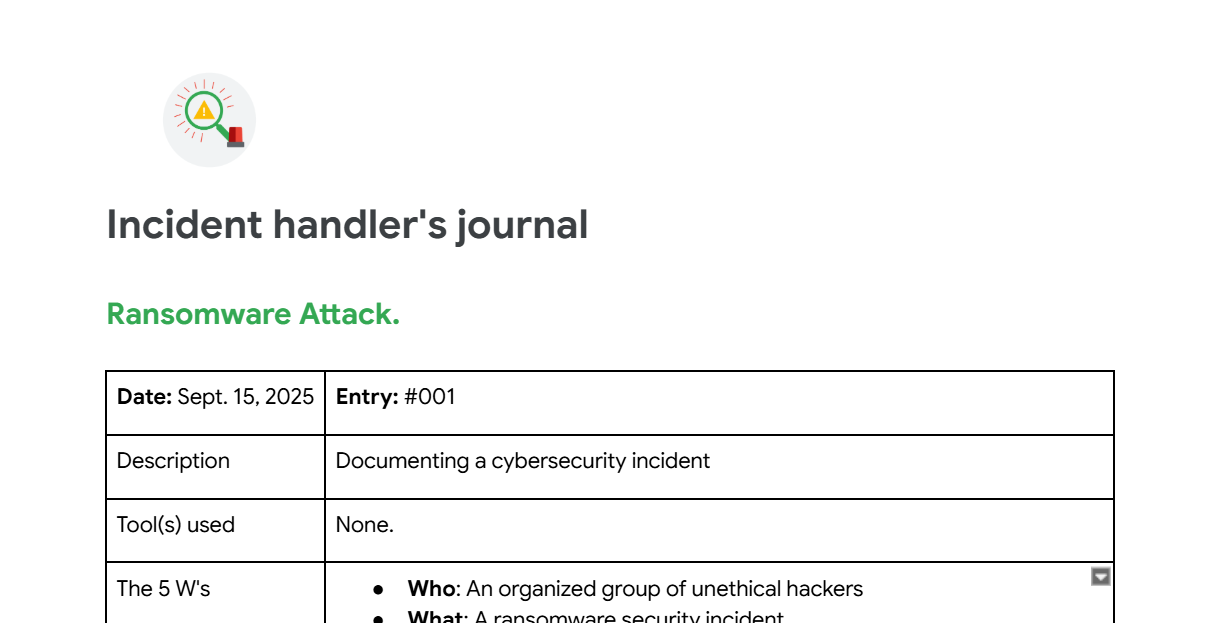 Incident handler's journal
Ransomware Attack.
Date: Sept. 15, 2025 Entry: #001
Description Documenting a cybersecurity incident
Tool(s) used None.
The 5 W's ● Who: An organized group of unethical hackers
● What: A ransomware security incident